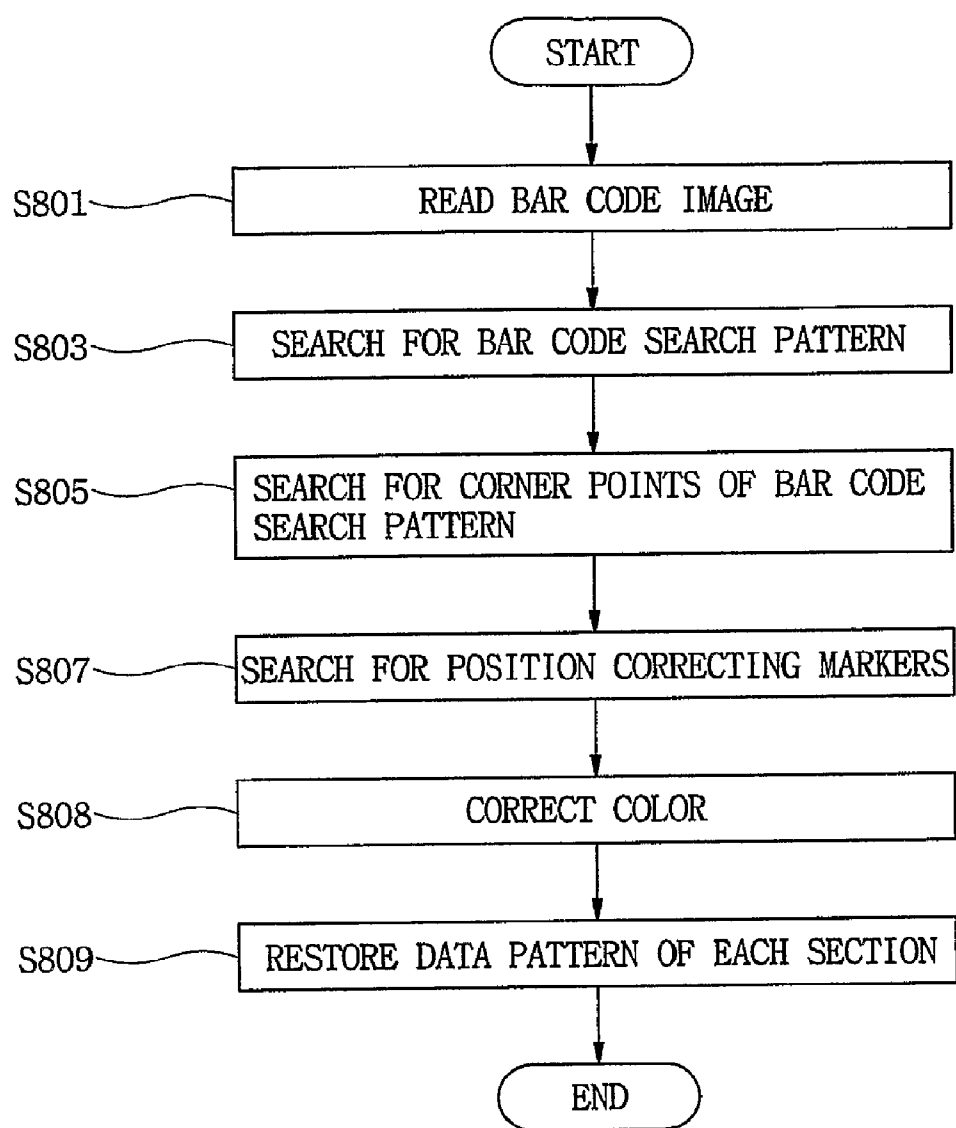 START
S801
READ BAR CODE IMAGE
S803
SEARCH FOR BAR CODE SEARCH PATTERN
S805
SEARCH FOR CORNER POINTS OF BAR CODE
SEARCH PATTERN
S807
SEARCH FOR POSITION CORRECTING MARKERS
S808
CORRECT COLOR
S809
RESTORE DATA PATTERN OF EACH SECTION
END